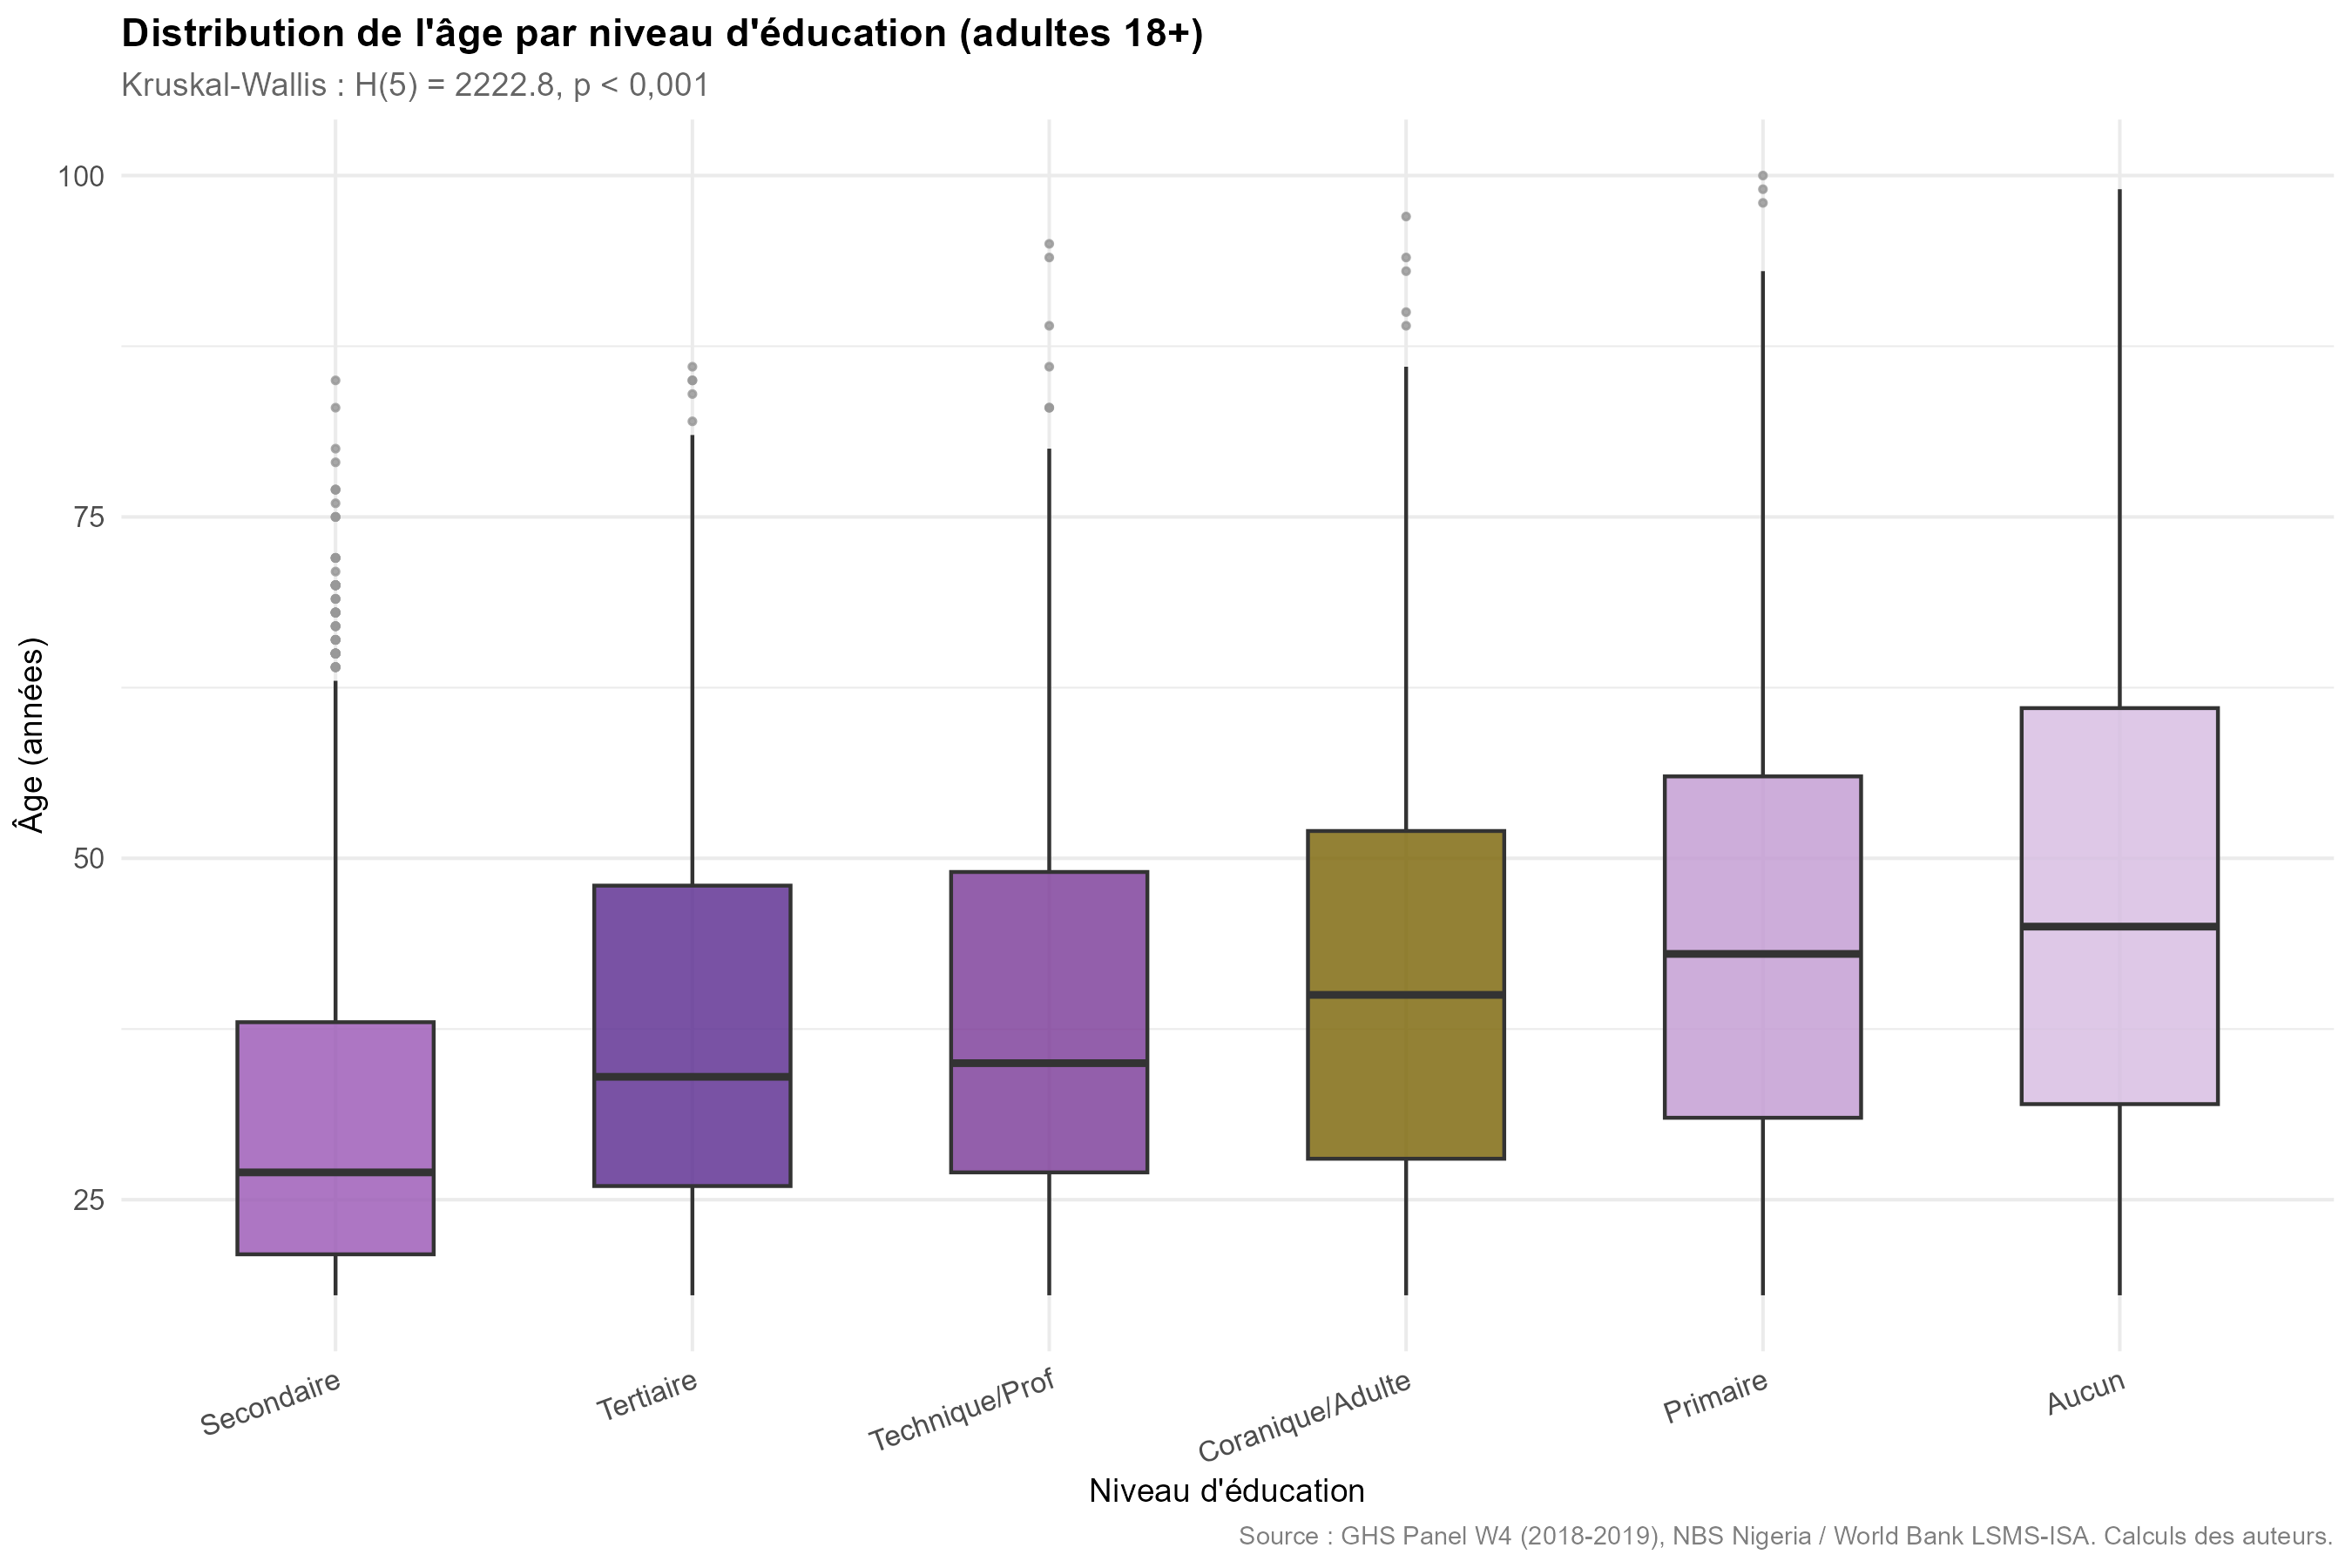 Distribution de l'âge par niveau d'éducation (adultes 18+)
Kruskal-Wallis : H(5) = 2222.8, p < 0,001
Âge (années)
100
75
50
25
Secondaire
Tertiaire
Technique/Prof
Coranique/Adulte
Primaire
Aucun
Niveau d'éducation
Source : GHS Panel W4 (2018-2019), NBS Nigeria / World Bank LSMS-ISA. Calculs des auteurs.